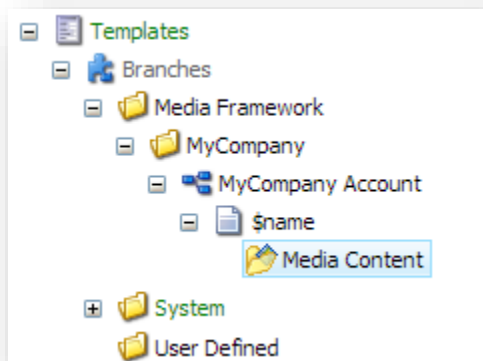 Templates
Branches
Media Framework
MyCompany
MyCompany Account
$name
Media Content
System
User Defined